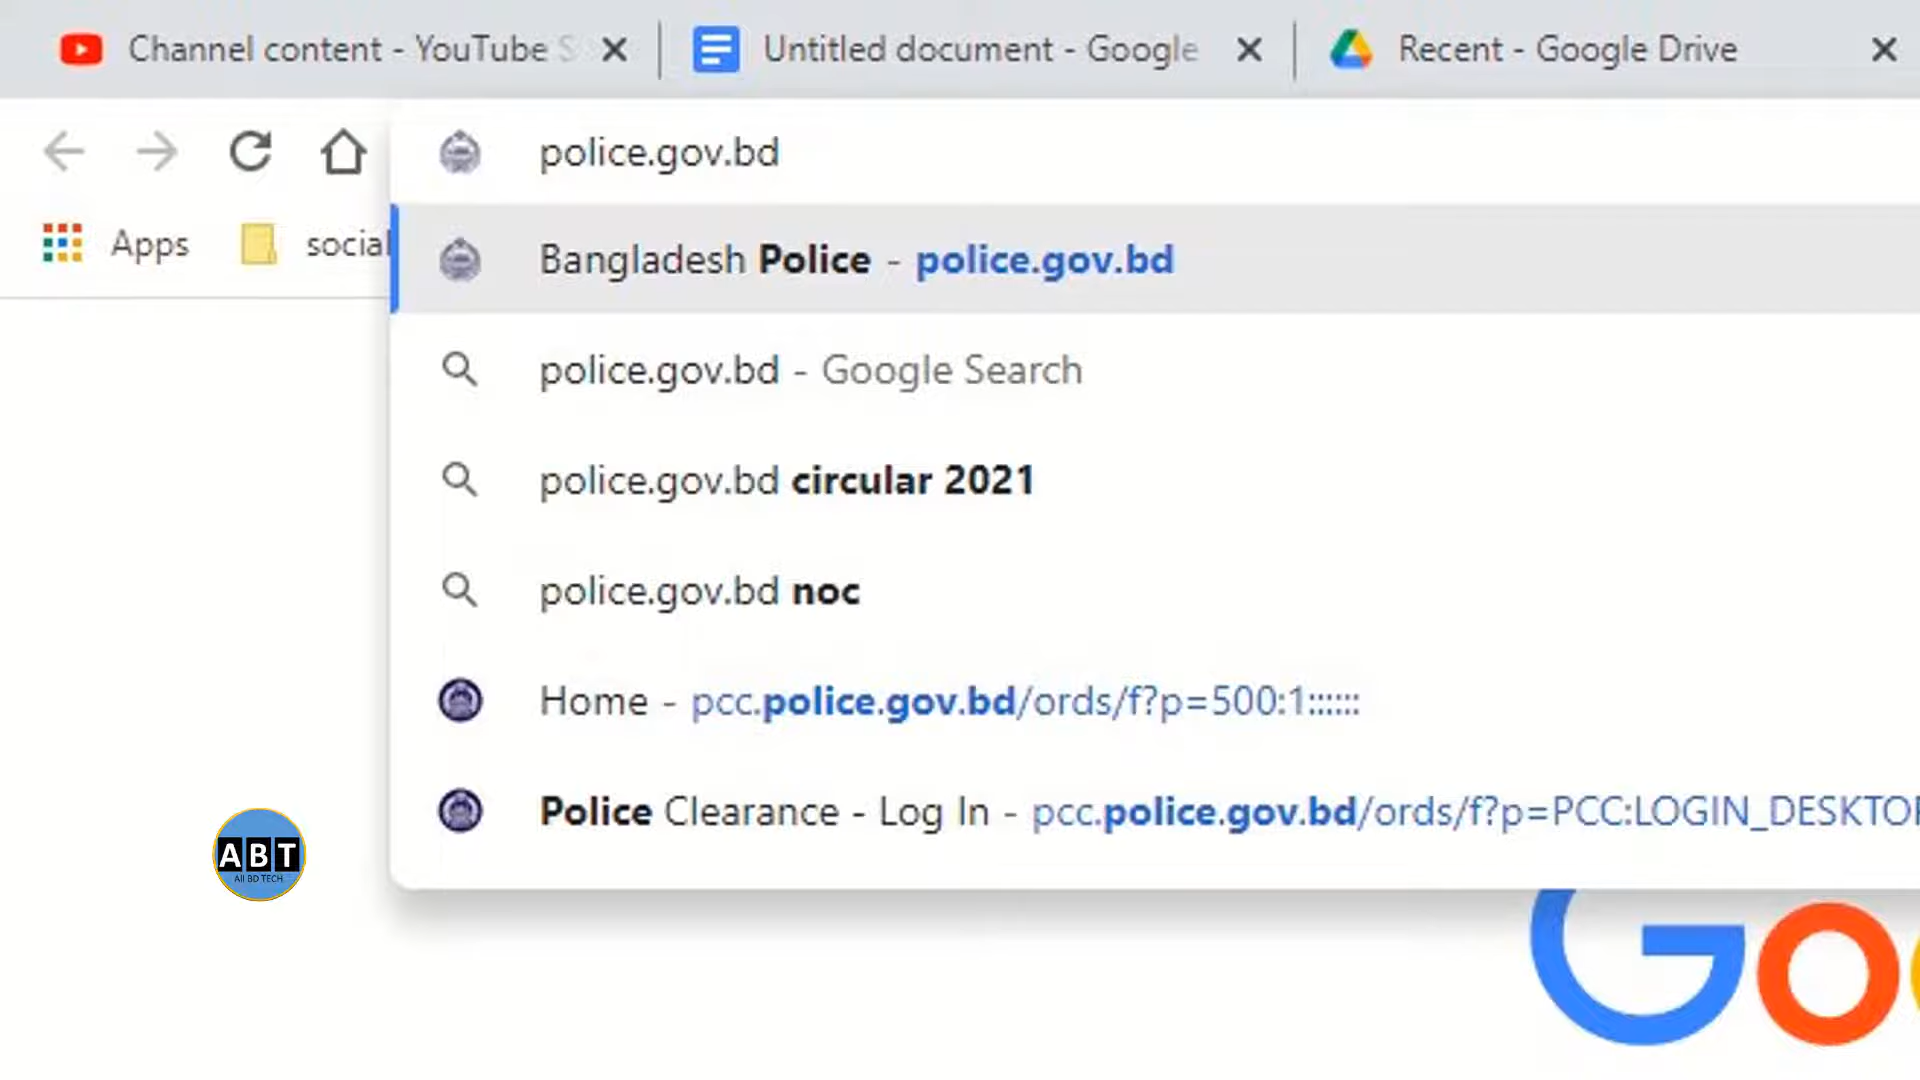 Channel content - YouTube S
Untitled document - Google
Recent - Google Drive
police.gov.bd
Apps
social
Bangladesh Police - police.gov.bd
police.gov.bd - Google Search
police.gov.bd circular 2021
police.gov.bd noc
Home - pcc.police.gov.bd/ords/f?p=500:1::::::
Police Clearance - Log In - pcc.police.gov.bd/ords/f?p=PCC:LOGIN_DESKTOP
ABT
All BD TECH
Goo